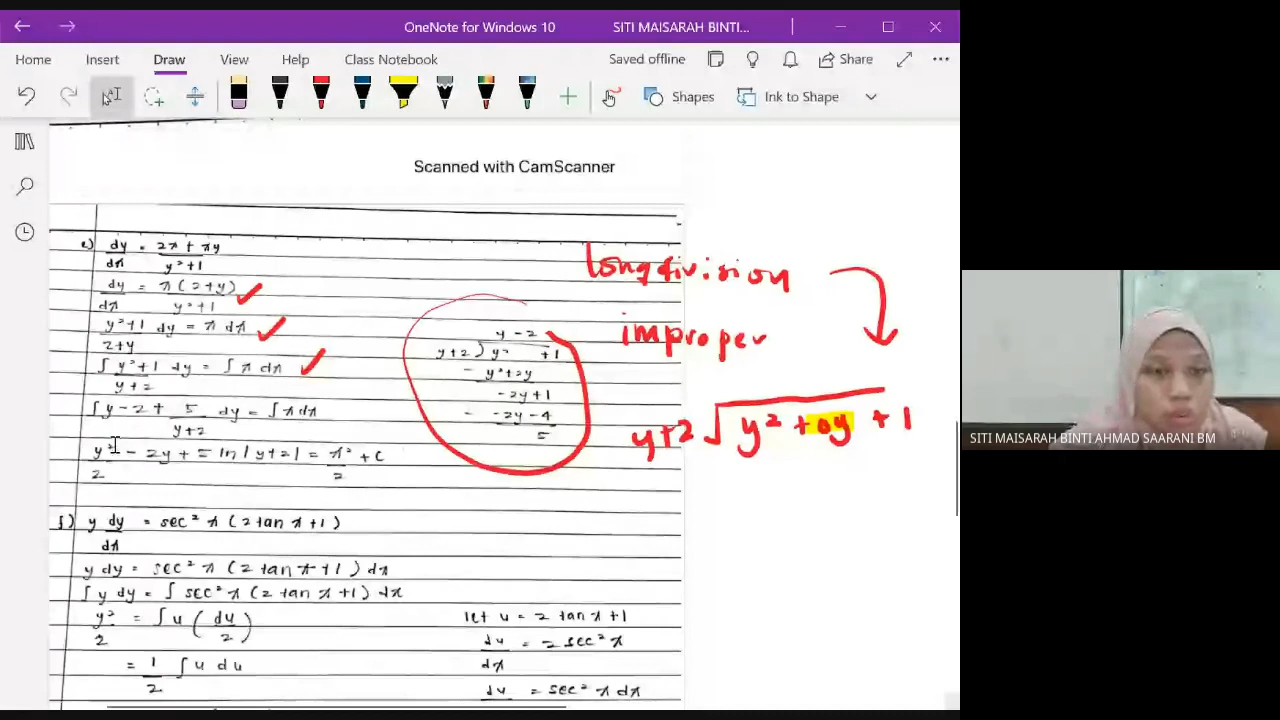 OneNote for Windows 10
SITI MAISARAH BINTI...
Home Insert Draw View Help Class Notebook
Saved offline Share
Shapes Ink to Shape
Scanned with CamScanner
e) dy/dx = 2x + xy / y²+1
dy/dx = x(2+y) / y²+1
y²+1 / 2+y dy = x dx
∫ y²+1 / y+2 dy = ∫ x dx
∫ y-2 + 5 / y+2 dy = ∫ x dx
y²/2 - 2y + 5 ln|y+2| = x²/2 + c
y-2
y+2 ) y² +1
- y²+2y
-2y+1
- -2y-4
5
long division
improper
y+2 √ y² + 0y + 1
f) y dy/dx = sec² x (2 tan x + 1)
y dy = sec² x (2 tan x + 1) dx
∫ y dy = ∫ sec² x (2 tan x + 1) dx
y²/2 = ∫ u (du/2)
= 1/2 ∫ u du
let u = 2 tan x + 1
du/dx = 2 sec² x
du = sec² x dx
SITI MAISARAH BINTI AHMAD SAARANI BM